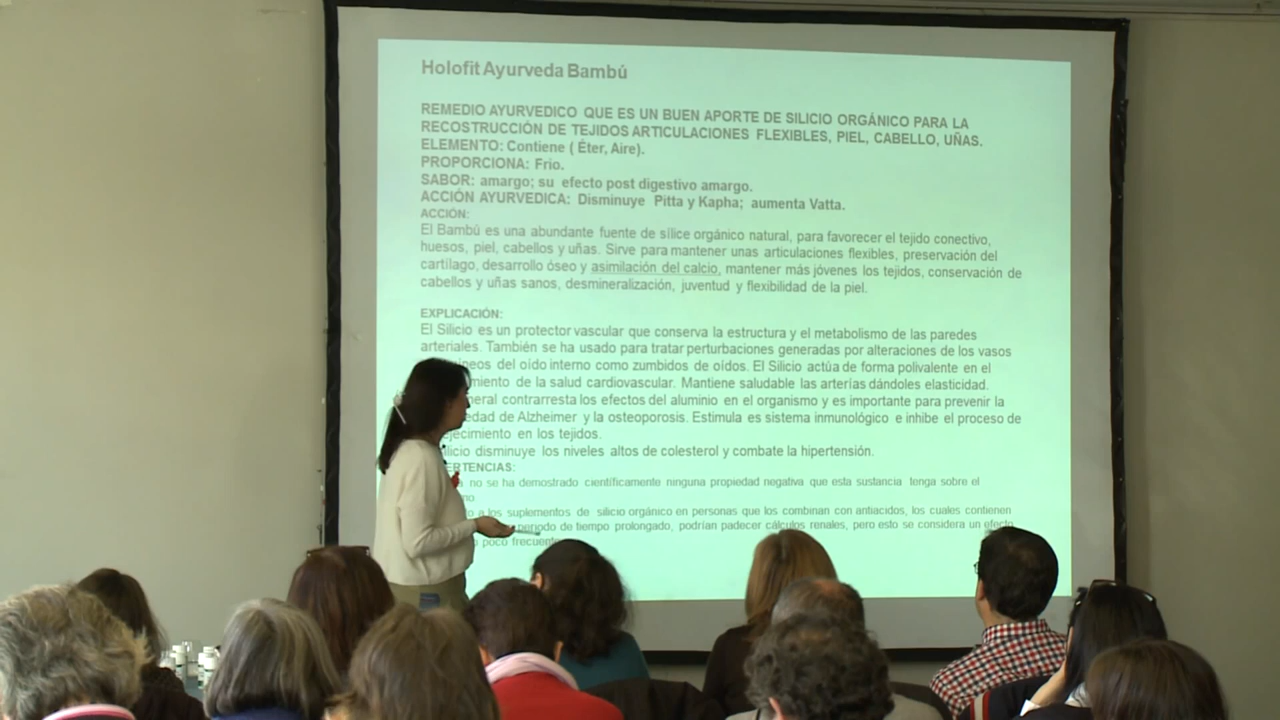 Holofit Ayurveda Bambú
REMEDIO AYURVEDICO QUE ES UN BUEN APORTE DE SILICIO ORGÁNICO PARA LA
RECOSTRUCCIÓN DE TEJIDOS ARTICULACIONES FLEXIBLES, PIEL, CABELLO, UÑAS.
ELEMENTO: Contiene ( Éter, Aire).
PROPORCIONA: Frio.
SABOR: amargo; su efecto post digestivo amargo.
ACCIÓN AYURVEDICA: Disminuye Pitta y Kapha; aumenta Vatta.
ACCIÓN:
El Bambú es una abundante fuente de sílice orgánico natural, para favorecer el tejido conectivo,
huesos, piel, cabellos y uñas. Sirve para mantener unas articulaciones flexibles, preservación del
cartílago, desarrollo óseo y asimilación del calcio, mantener más jóvenes los tejidos, conservación de
cabellos y uñas sanos, desmineralización, juventud y flexibilidad de la piel.
EXPLICACIÓN:
El Silicio es un protector vascular que conserva la estructura y el metabolismo de las paredes
arteriales. También se ha usado para tratar perturbaciones generadas por alteraciones de los vasos
neos del oído interno como zumbidos de oídos. El Silicio actúa de forma polivalente en el
miento de la salud cardiovascular. Mantiene saludable las arterías dándoles elasticidad.
neral contrarresta los efectos del aluminio en el organismo y es importante para prevenir la
edad de Alzheimer y la osteoporosis. Estimula es sistema inmunológico e inhibe el proceso de
ejecimiento en los tejidos.
licio disminuye los niveles altos de colesterol y combate la hipertensión.
ERTENCIAS:
no se ha demostrado científicamente ninguna propiedad negativa que esta sustancia tenga sobre el
mo
o a los suplementos de silicio orgánico en personas que los combinan con antiacidos, los cuales contienen
periodo de tiempo prolongado, podrían padecer cálculos renales, pero esto se considera un efecto
poco frecuente